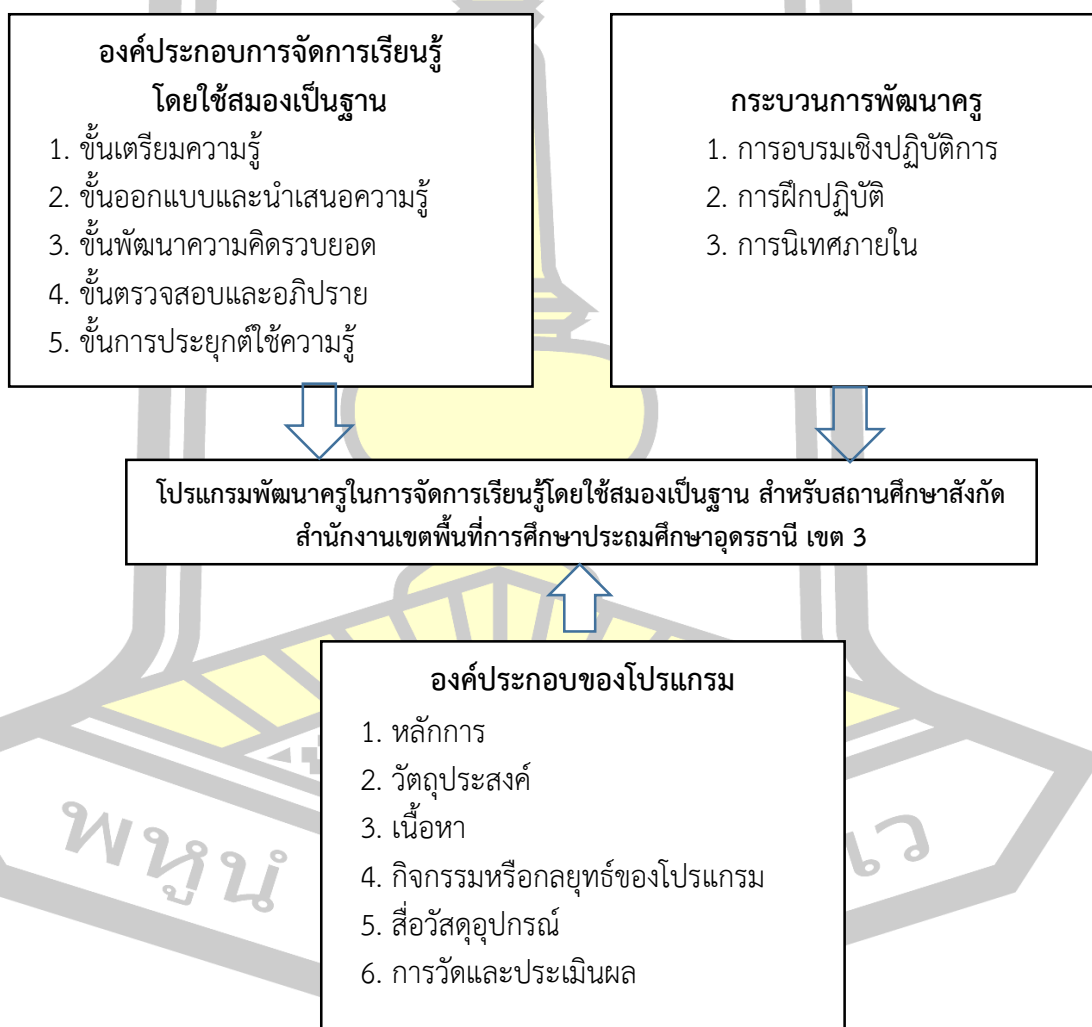 องค์ประกอบการจัดการเรียนรู้
โดยใช้สมองเป็นฐาน
1. ขั้นเตรียมความรู้
2. ขั้นออกแบบและนำเสนอความรู้
3. ขั้นพัฒนาความคิดรวบยอด
4. ขั้นตรวจสอบและอภิปราย
5. ขั้นการประยุกต์ใช้ความรู้
กระบวนการพัฒนาครู
1. การอบรมเชิงปฏิบัติการ
2. การฝึกปฏิบัติ
3. การนิเทศภายใน
โปรแกรมพัฒนาครูในการจัดการเรียนรู้โดยใช้สมองเป็นฐาน สำหรับสถานศึกษาสังกัด
สำนักงานเขตพื้นที่การศึกษาประถมศึกษาอุดรธานี เขต 3
องค์ประกอบของโปรแกรม
1. หลักการ
2. วัตถุประสงค์
3. เนื้อหา
4. กิจกรรมหรือกลยุทธ์ของโปรแกรม
5. สื่อวัสดุอุปกรณ์
6. การวัดและประเมินผล
พหูนํ
เว